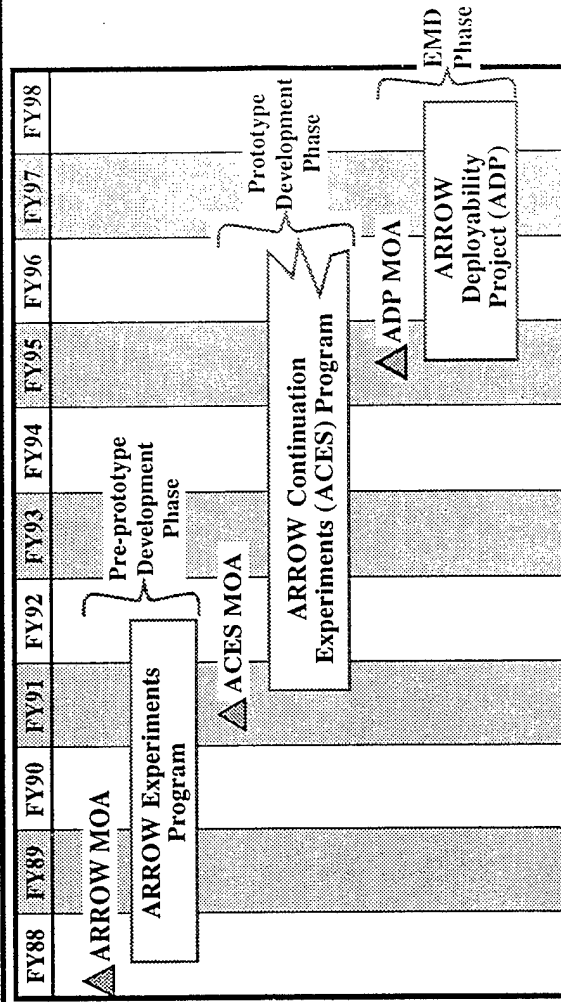 FY88
FY89
FY90
FY91
FY92
FY93
FY94
FY95
FY96
FY97
FY98
ARROW MOA
ARROW Experiments
Program
Pre-prototype
Development
Phase
ACES MOA
ARROW Continuation
Experiments (ACES) Program
Prototype
Development
Phase
ADP MOA
ARROW
Deployability
Project (ADP)
EMD
Phase